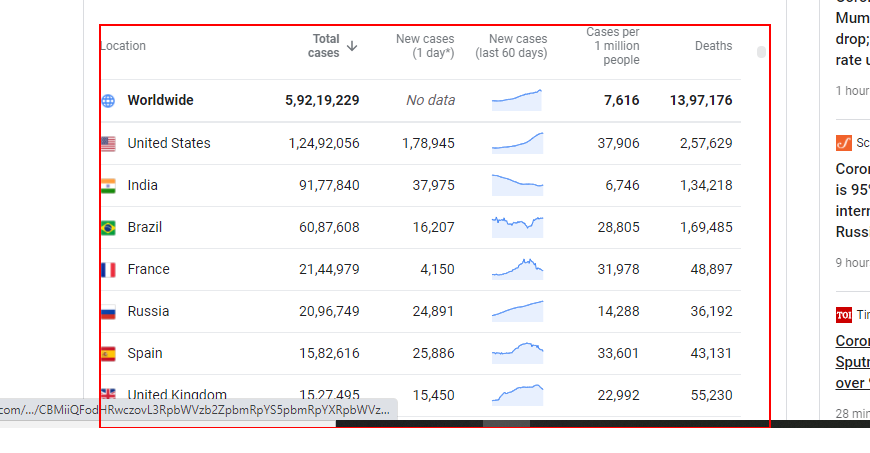 Location
Total cases
New cases (1 day*)
New cases (last 60 days)
Cases per 1 million people
Deaths
Worldwide 5,92,19,229 No data 7,616 13,97,176
United States 1,24,92,056 1,78,945 37,906 2,57,629
India 91,77,840 37,975 6,746 1,34,218
Brazil 60,87,608 16,207 28,805 1,69,485
France 21,44,979 4,150 31,978 48,897
Russia 20,96,749 24,891 14,288 36,192
Spain 15,82,616 25,886 33,601 43,131
United Kingdom 15,27,495 15,450 22,992 55,230
Mum
drop;
rate u
1 hour
Sc
Coron
is 95%
intern
Russi
9 hour
TOI Tim
Coron
Sputn
over 9
28 min